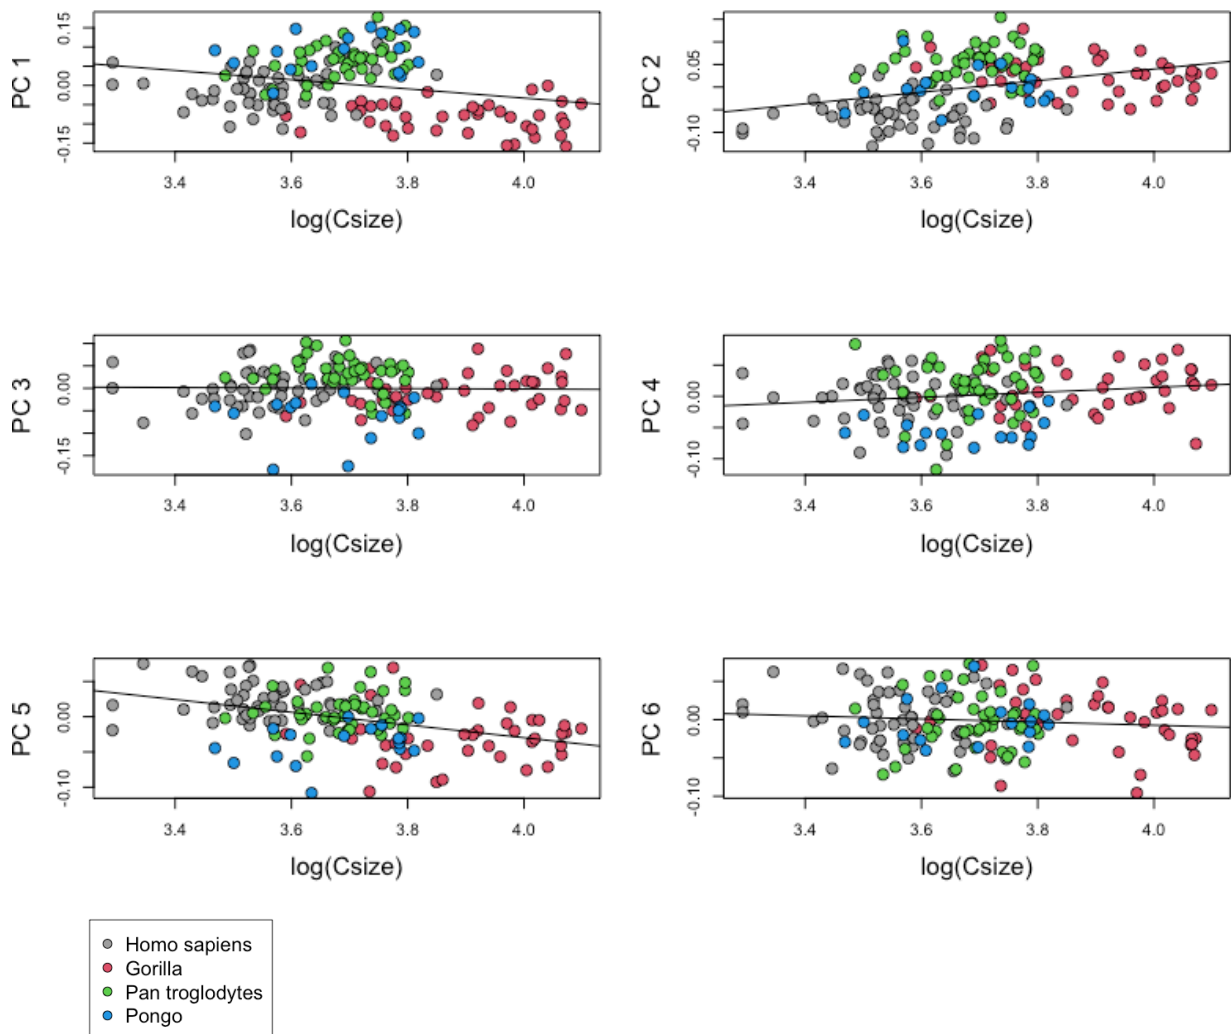 PC 1
0.15
0.00
-0.15
3.4 3.6 3.8 4.0
log(Csize)
PC 2
0.05
-0.10
3.4 3.6 3.8 4.0
log(Csize)
PC 3
0.00
-0.15
3.4 3.6 3.8 4.0
log(Csize)
PC 4
0.00
-0.10
3.4 3.6 3.8 4.0
log(Csize)
PC 5
0.00
-0.10
3.4 3.6 3.8 4.0
log(Csize)
PC 6
0.00
-0.10
3.4 3.6 3.8 4.0
log(Csize)
Homo sapiens
Gorilla
Pan troglodytes
Pongo